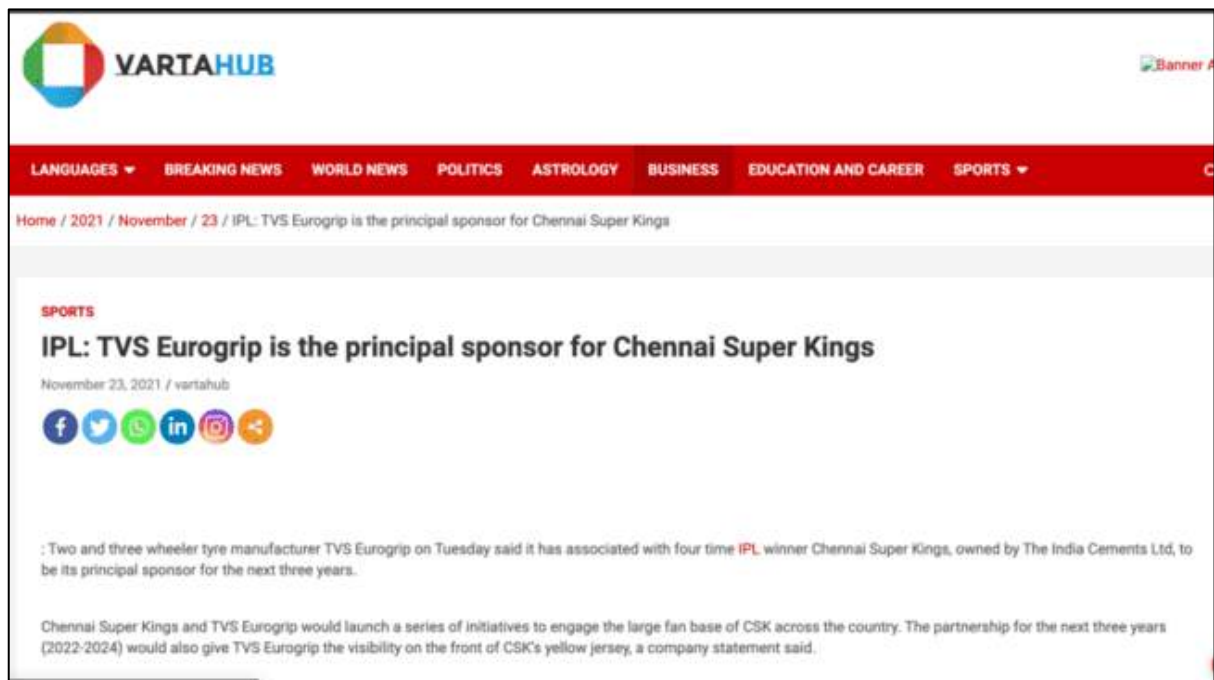 VARTAHUB
Banner A
LANGUAGES BREAKING NEWS WORLD NEWS POLITICS ASTROLOGY BUSINESS EDUCATION AND CAREER SPORTS C
Home / 2021 / November / 23 / IPL: TVS Eurogrip is the principal sponsor for Chennai Super Kings
SPORTS
IPL: TVS Eurogrip is the principal sponsor for Chennai Super Kings
November 23, 2021 / vartahub
: Two and three wheeler tyre manufacturer TVS Eurogrip on Tuesday said it has associated with four time IPL winner Chennai Super Kings, owned by The India Cements Ltd, to
be its principal sponsor for the next three years.
Chennai Super Kings and TVS Eurogrip would launch a series of initiatives to engage the large fan base of CSK across the country. The partnership for the next three years
(2022-2024) would also give TVS Eurogrip the visibility on the front of CSK's yellow jersey, a company statement said.